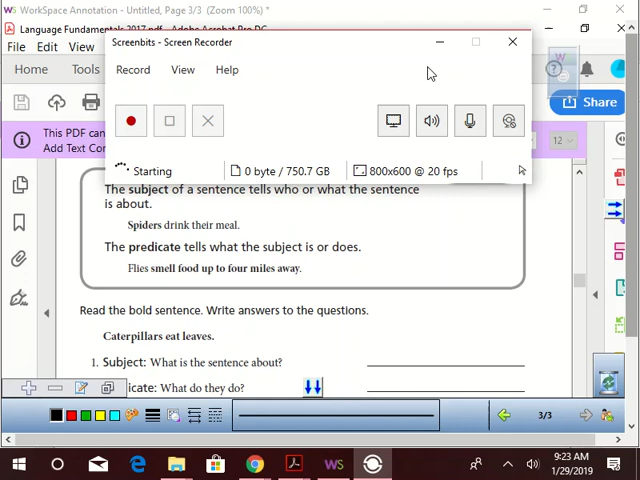 WorkSpace Annotation - Untitled, Page 3/3 (Zoom 100%)
Language Fundamentals 2017.pdf - Adobe Acrobat Pro DC
File Edit View
Home Tools
Share
This PDF can
Add Text Com
12
Screenbits - Screen Recorder
Record View Help
Starting
0 byte / 750.7 GB
800x600 @ 20 fps
The subject of a sentence tells who or what the sentence
is about.
Spiders drink their meal.
The predicate tells what the subject is or does.
Flies smell food up to four miles away.
Read the bold sentence. Write answers to the questions.
Caterpillars eat leaves.
1. Subject: What is the sentence about?
icate: What do they do?
3/3
9:23 AM
1/29/2019